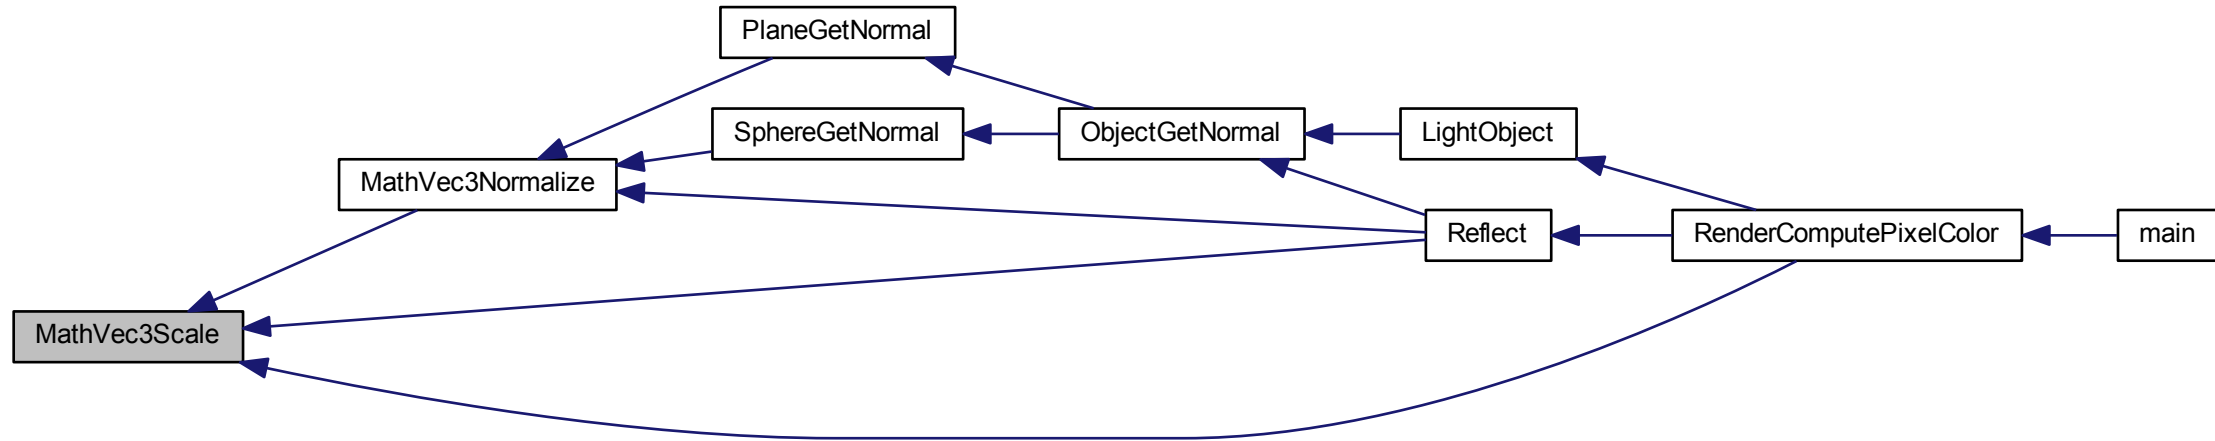 PlaneGetNormal
SphereGetNormal
ObjectGetNormal
LightObject
MathVec3Normalize
Reflect
RenderComputePixelColor
main
MathVec3Scale